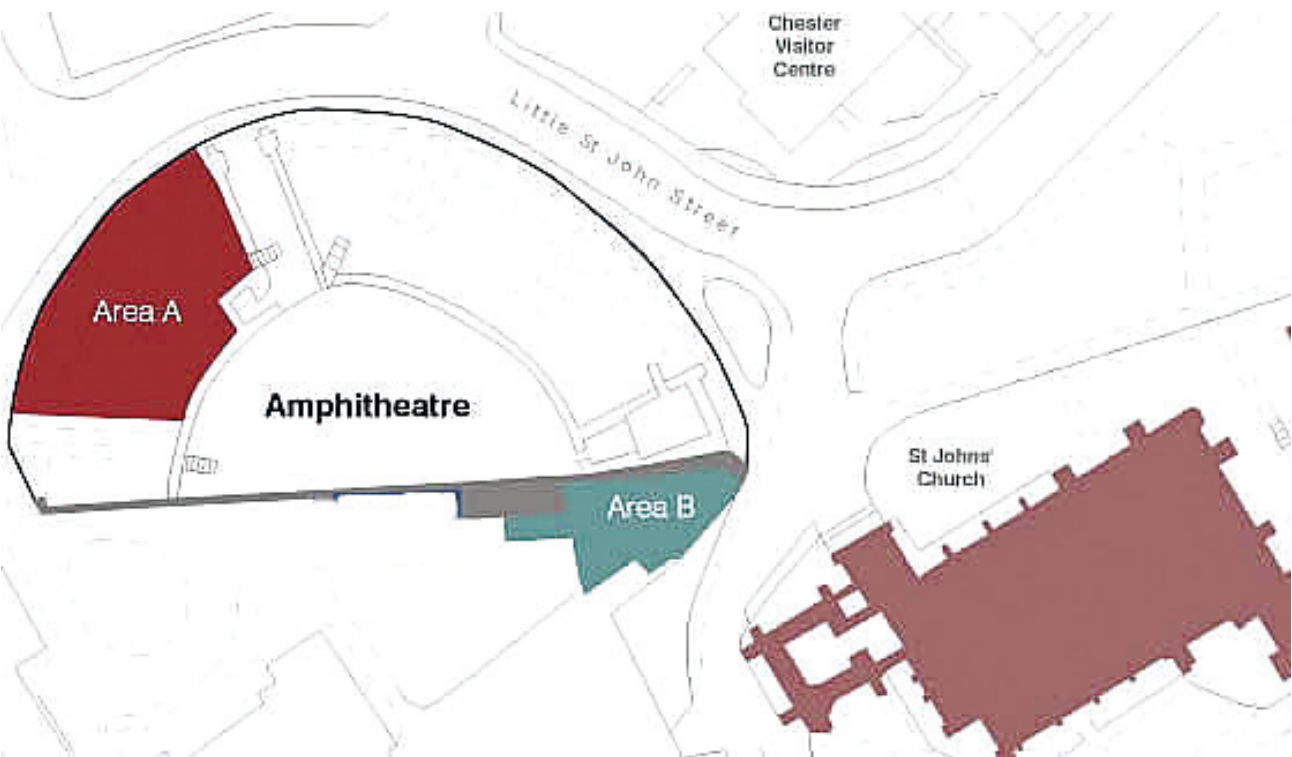 Chester
Visitor
Centre
Little St John Street
Area A
Amphitheatre
St Johns'
Church
Area B